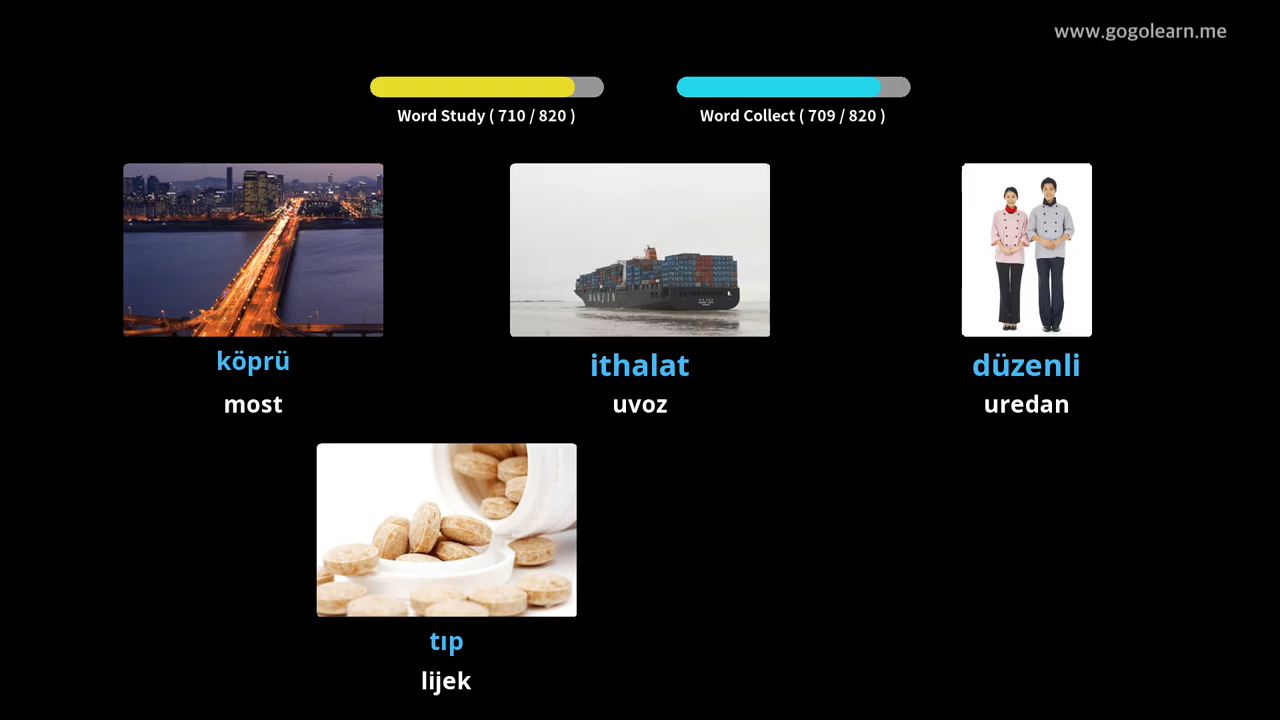 www.gogolearn.me
Word Study ( 710 / 820 )
Word Collect ( 709 / 820 )
köprü
most
ithalat
uvoz
düzenli
uredan
tıp
lijek